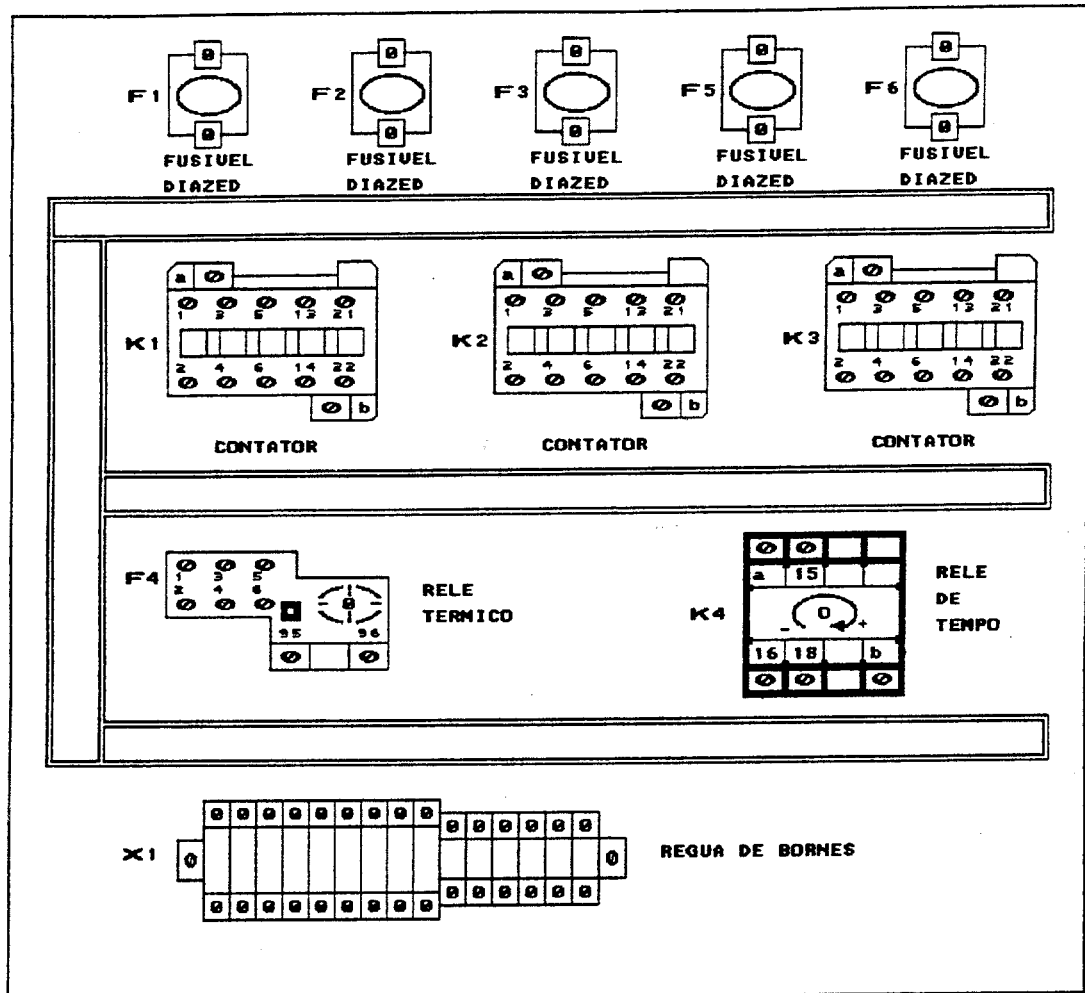 F1 F2 F3 F5 F6
FUSIVEL FUSIVEL FUSIVEL FUSIVEL FUSIVEL
DIAZED DIAZED DIAZED DIAZED DIAZED
a a a
1 3 5 13 21 1 3 5 13 21 1 3 5 13 21
K1 K2 K3
2 4 6 14 22 2 4 6 14 22 2 4 6 14 22
b b b
CONTATOR CONTATOR CONTATOR
F4
1 3 5
2 4 6
0
95 96
RELE
TERMICO
K4
a 15
0
- +
16 18 b
RELE
DE
TEMPO
X1
REGUA DE BORNES